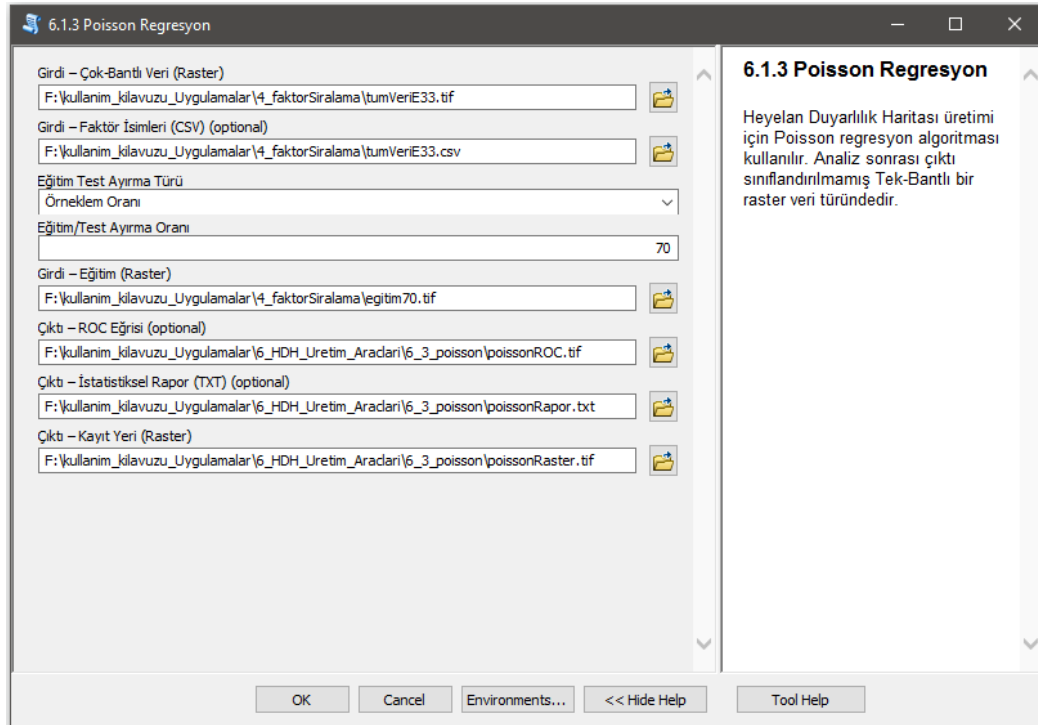 6.1.3 Poisson Regresyon
Girdi – Çok-Bantlı Veri (Raster)
F:\kullanim_kilavuzu_Uygulamalar\4_faktorSiralama\tumVeriE33.tif
Girdi – Faktör İsimleri (CSV) (optional)
F:\kullanim_kilavuzu_Uygulamalar\4_faktorSiralama\tumVeriE33.csv
Eğitim Test Ayırma Türü
Örneklem Oranı
Eğitim/Test Ayırma Oranı
70
Girdi – Eğitim (Raster)
F:\kullanim_kilavuzu_Uygulamalar\4_faktorSiralama\egitim70.tif
Çıktı – ROC Eğrisi (optional)
F:\kullanim_kilavuzu_Uygulamalar\6_HDH_Uretim_Araclari\6_3_poisson\poissonROC.tif
Çıktı – İstatistiksel Rapor (TXT) (optional)
F:\kullanim_kilavuzu_Uygulamalar\6_HDH_Uretim_Araclari\6_3_poisson\poissonRapor.txt
Çıktı – Kayıt Yeri (Raster)
F:\kullanim_kilavuzu_Uygulamalar\6_HDH_Uretim_Araclari\6_3_poisson\poissonRaster.tif
6.1.3 Poisson Regresyon
Heyelan Duyarlılık Haritası üretimi
için Poisson regresyon algoritması
kullanılır. Analiz sonrası çıktı
sınıflandırılmamış Tek-Bantlı bir
raster veri türündedir.
OK
Cancel
Environments...
<< Hide Help
Tool Help